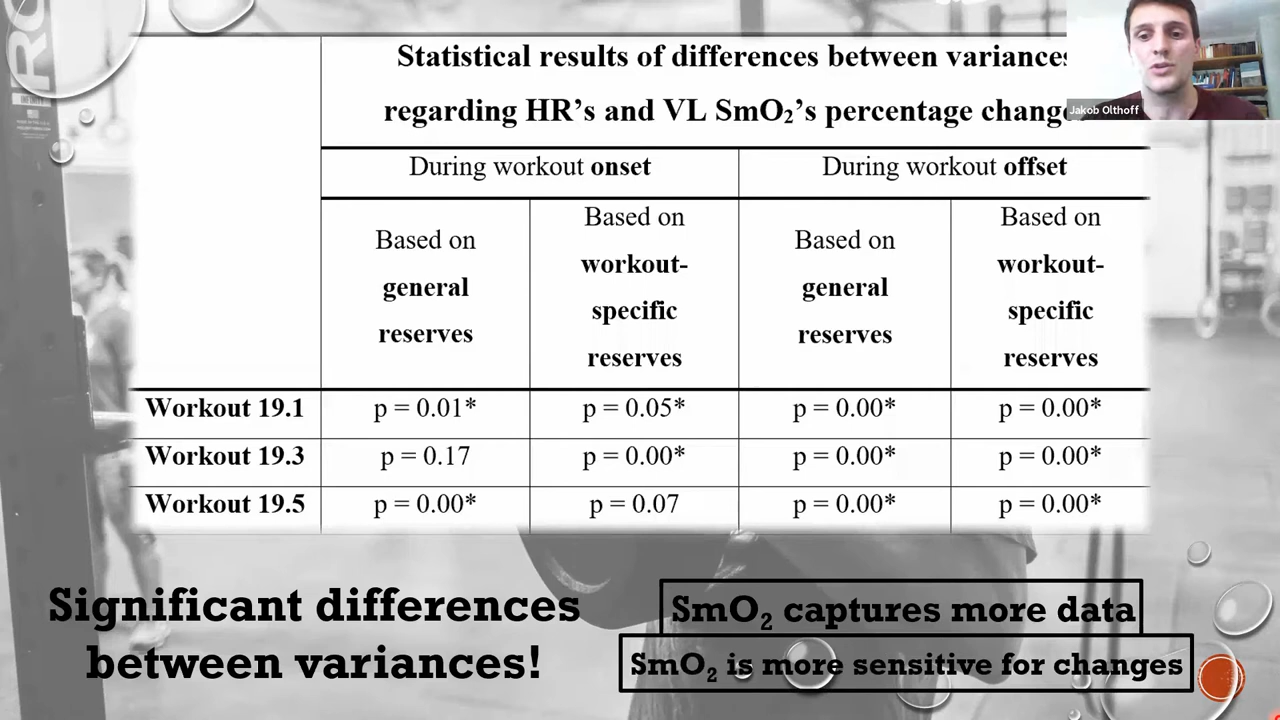 Statistical results of differences between variances
regarding HR's and VL SmO₂'s percentage change
Jakob Olthoff
During workout onset
During workout offset
Based on
general
reserves
Based on
workout-
specific
reserves
Based on
general
reserves
Based on
workout-
specific
reserves
Workout 19.1 p = 0.01* p = 0.05* p = 0.00* p = 0.00*
Workout 19.3 p = 0.17 p = 0.00* p = 0.00* p = 0.00*
Workout 19.5 p = 0.00* p = 0.07 p = 0.00* p = 0.00*
Significant differences
between variances!
SmO₂ captures more data
SmO₂ is more sensitive for changes